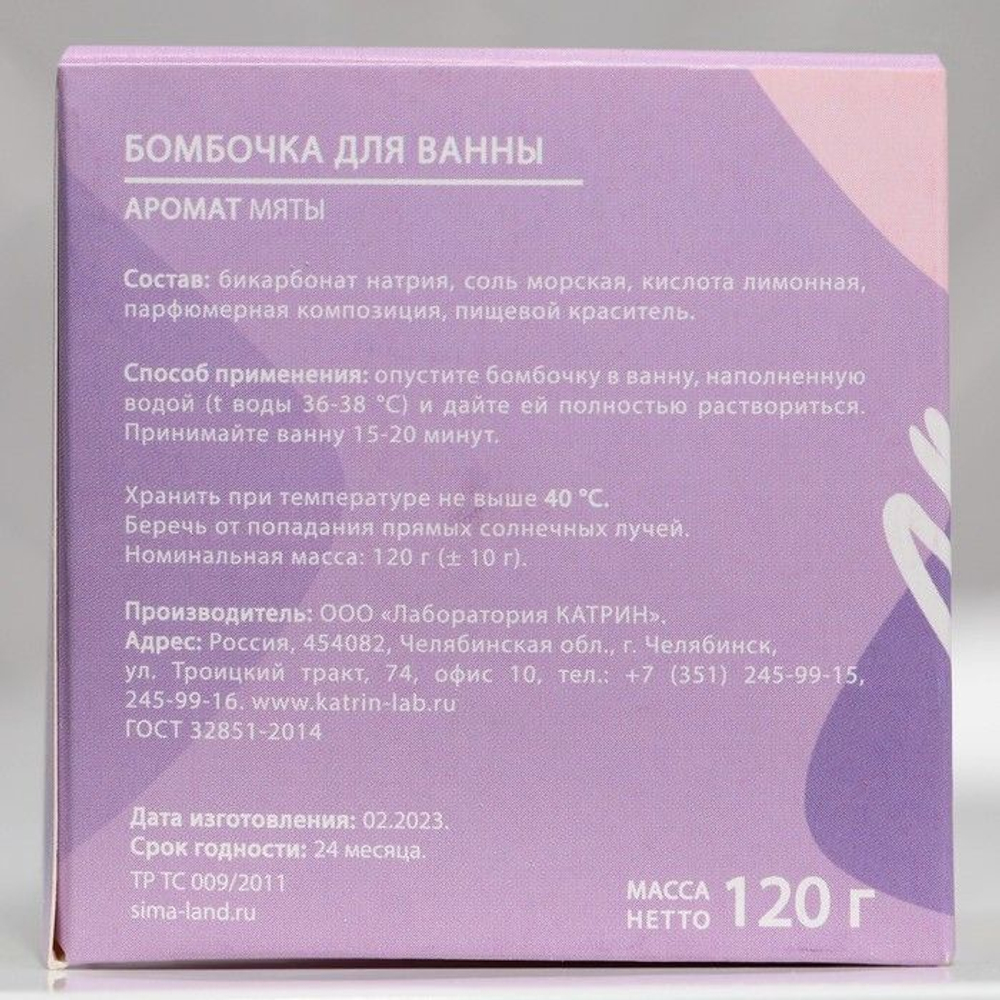 БОМБОЧКА ДЛЯ ВАННЫ
АРОМАТ МЯТЫ
Состав: бикарбонат натрия, соль морская, кислота лимонная,
парфюмерная композиция, пищевой краситель.
Способ применения: опустите бомбочку в ванну, наполненную
водой (t воды 36-38 °C) и дайте ей полностью раствориться.
Принимайте ванну 15-20 минут.
Хранить при температуре не выше 40 °C.
Беречь от попадания прямых солнечных лучей.
Номинальная масса: 120 г (± 10 г).
Производитель: ООО «Лаборатория КАТРИН».
Адрес: Россия, 454082, Челябинская обл., г. Челябинск,
ул. Троицкий тракт, 74, офис 10, тел.: +7 (351) 245-99-15,
245-99-16. www.katrin-lab.ru
ГОСТ 32851-2014
Дата изготовления: 02.2023.
Срок годности: 24 месяца.
ТР ТС 009/2011
sima-land.ru
МАССА НЕТТО 120 г